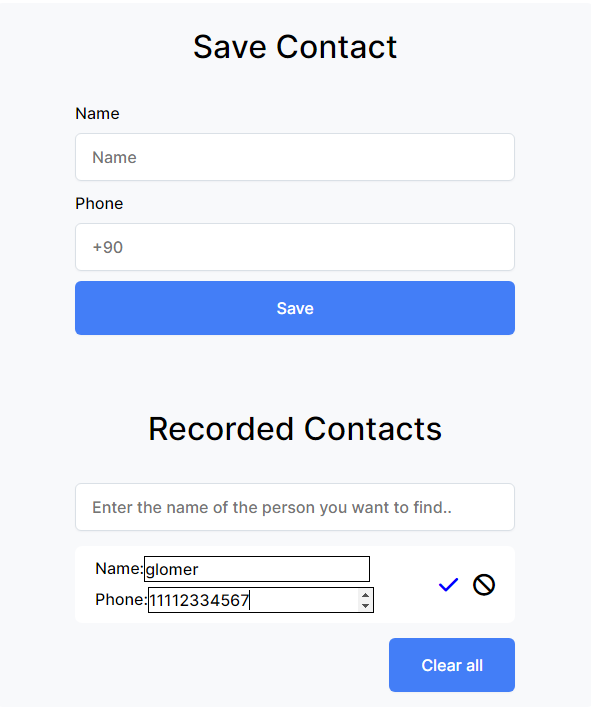 Save Contact
Name
Name
Phone
+90
Save
Recorded Contacts
Enter the name of the person you want to find..
Name:glomer
Phone:11112334567
Clear all